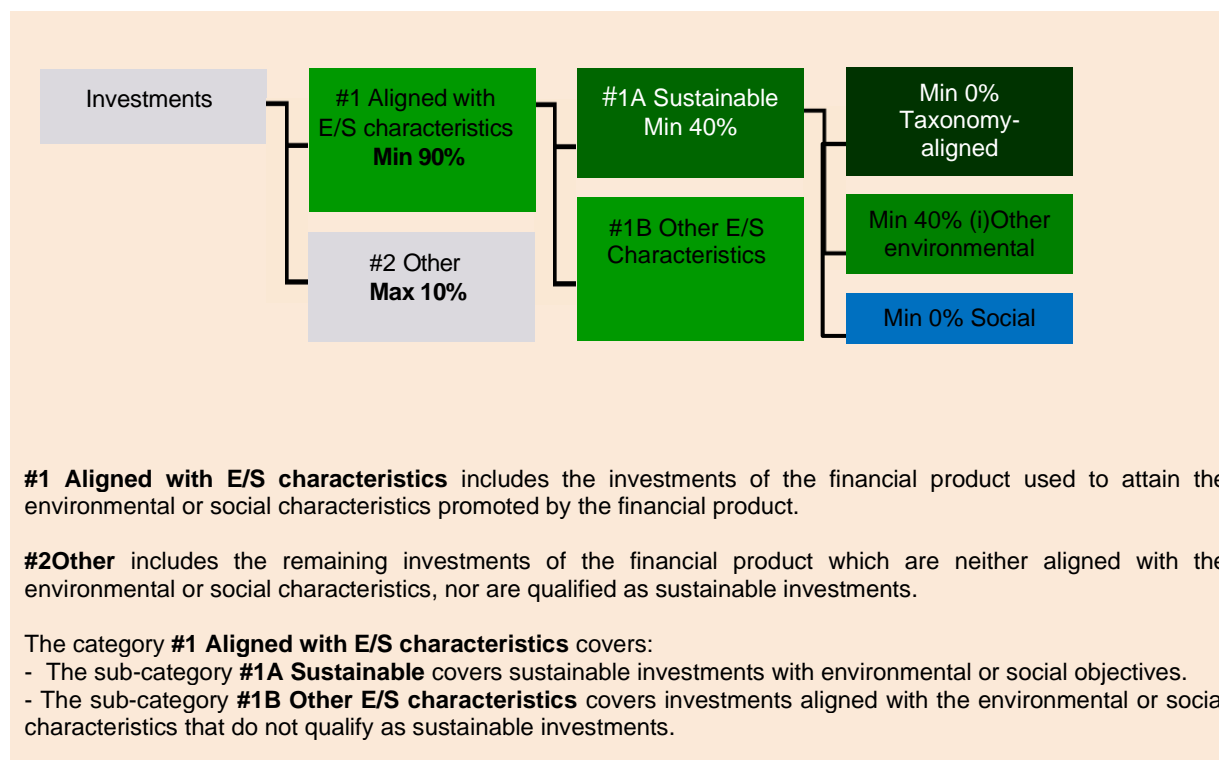 Investments
#1 Aligned with
E/S characteristics
Min 90%
#2 Other
Max 10%
#1A Sustainable
Min 40%
#1B Other E/S
Characteristics
Min 0%
Taxonomy-
aligned
Min 40% (i)Other
environmental
Min 0% Social
#1 Aligned with E/S characteristics includes the investments of the financial product used to attain the
environmental or social characteristics promoted by the financial product.
#2Other includes the remaining investments of the financial product which are neither aligned with the
environmental or social characteristics, nor are qualified as sustainable investments.
The category #1 Aligned with E/S characteristics covers:
- The sub-category #1A Sustainable covers sustainable investments with environmental or social objectives.
- The sub-category #1B Other E/S characteristics covers investments aligned with the environmental or social
characteristics that do not qualify as sustainable investments.